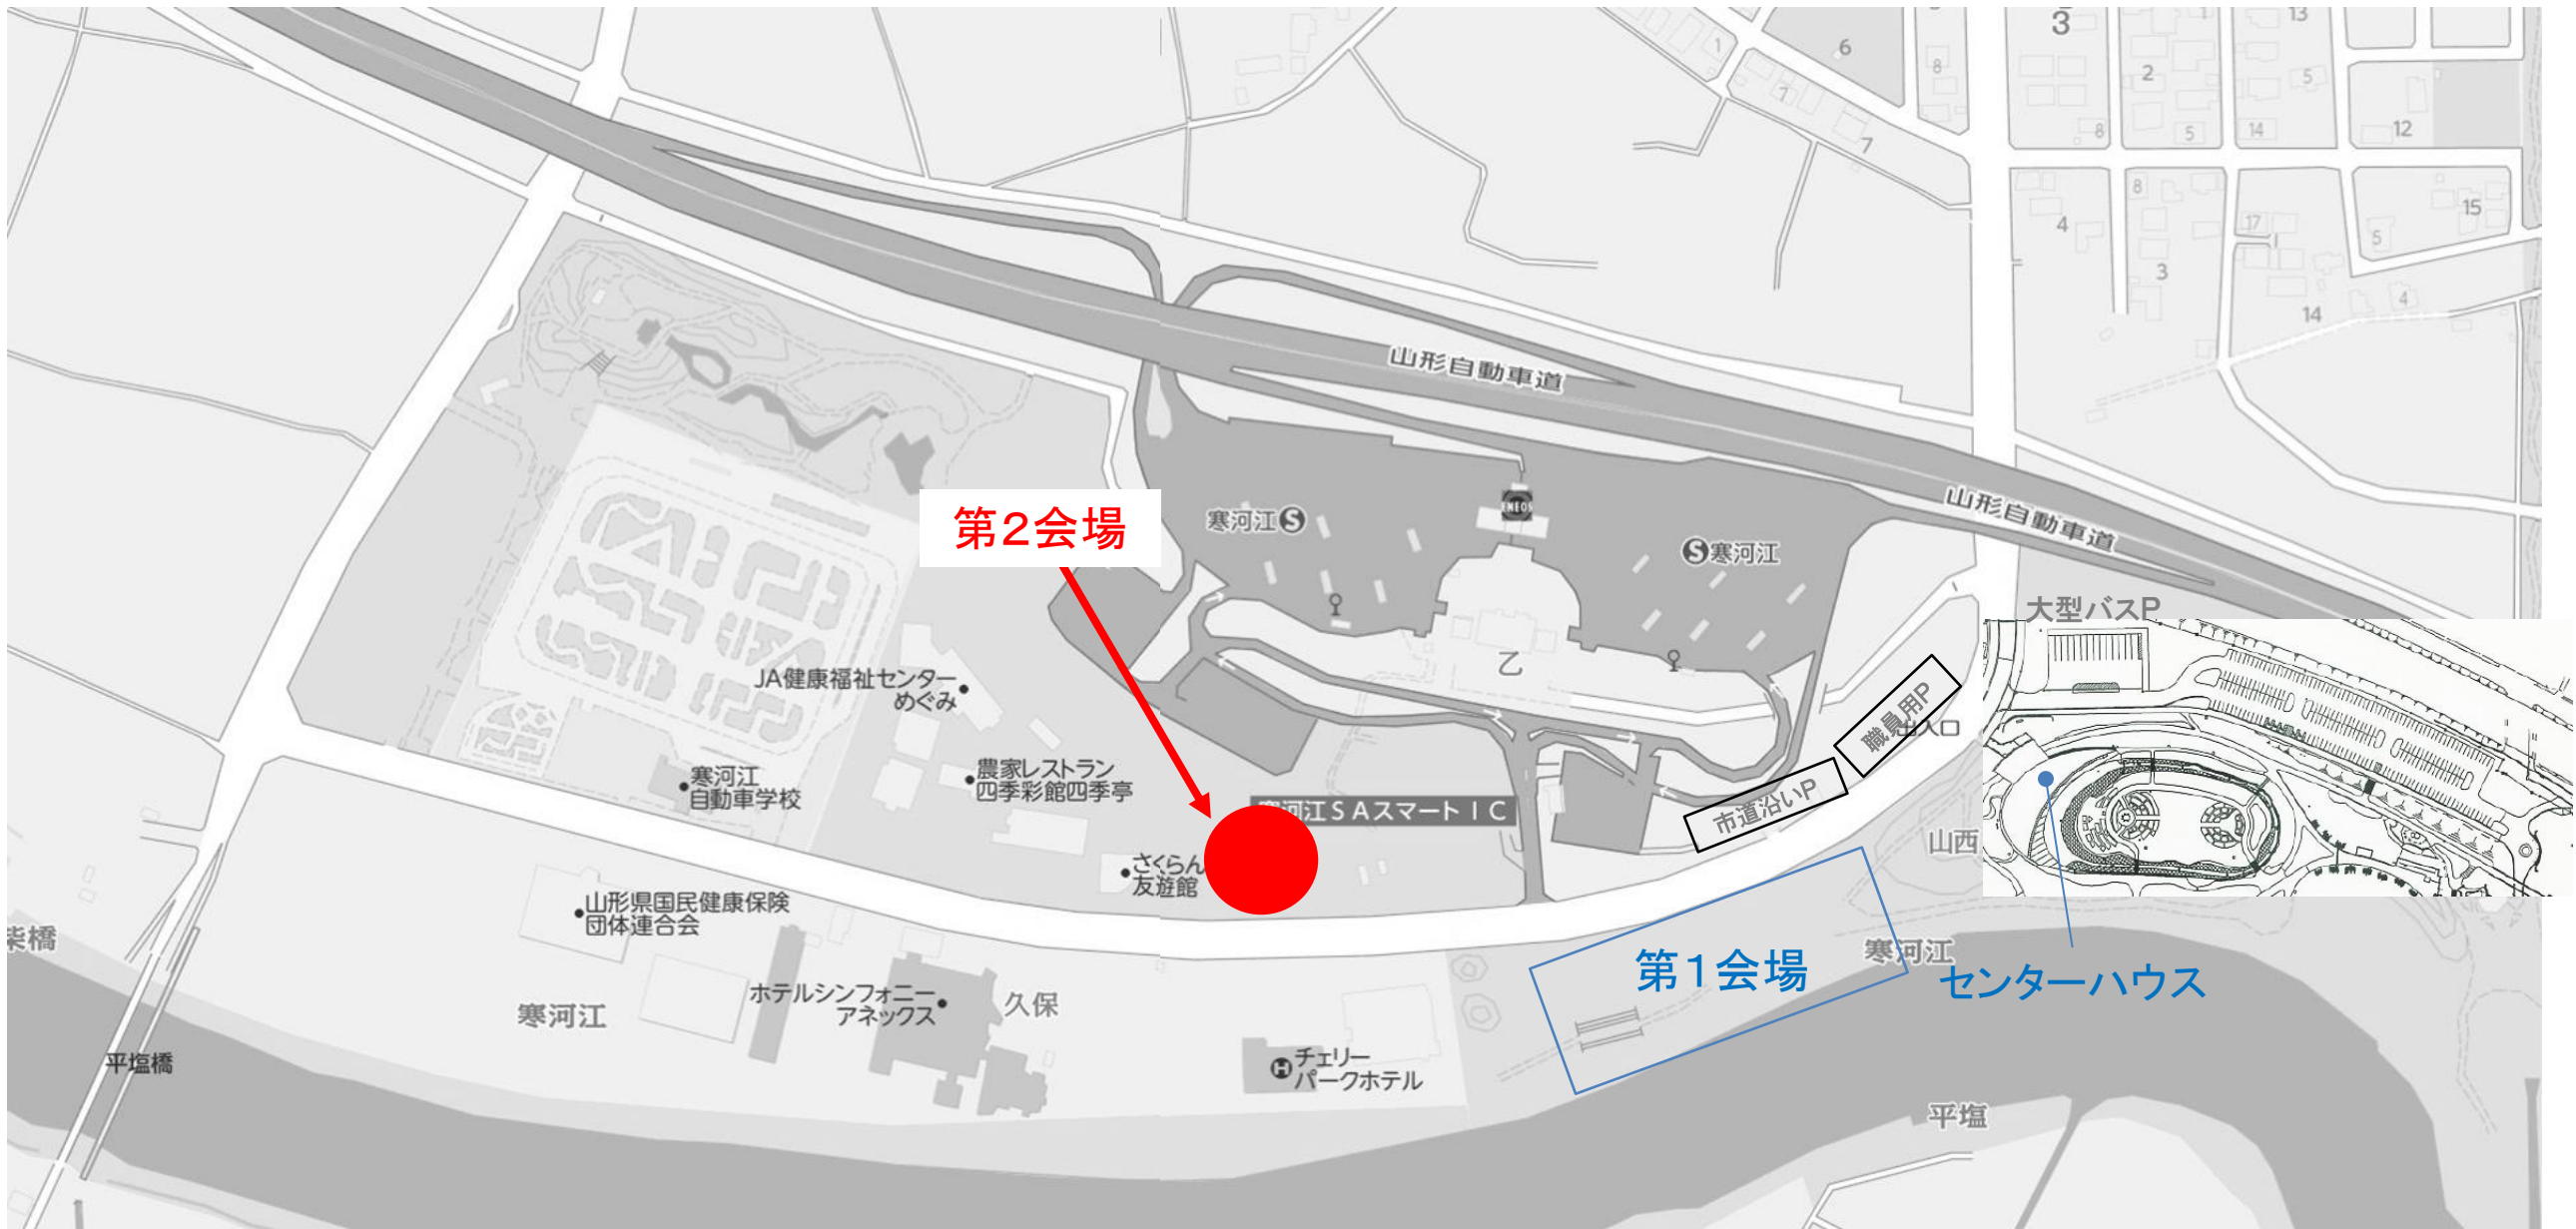 3
13
1
6
8
1
2
5
7
12
8
5
14
7
8
15
4
17
5
3
4
14
山形自動車道
山形自動車道
第2会場
寒河江S
ENEOS
S寒河江
大型バスP
乙
JA健康福祉センター
めぐみ
職員用P
出入口
農家レストラン
四季彩館四季亭
寒河江
自動車学校
河江SAスマートIC
市道沿いP
山西
さくらん
友遊館
山形県国民健康保険
団体連合会
柴橋
寒河江
第1会場
センターハウス
ホテルシンフォニー
アネックス
久保
寒河江
平塩橋
H
チェリー
パークホテル
平塩